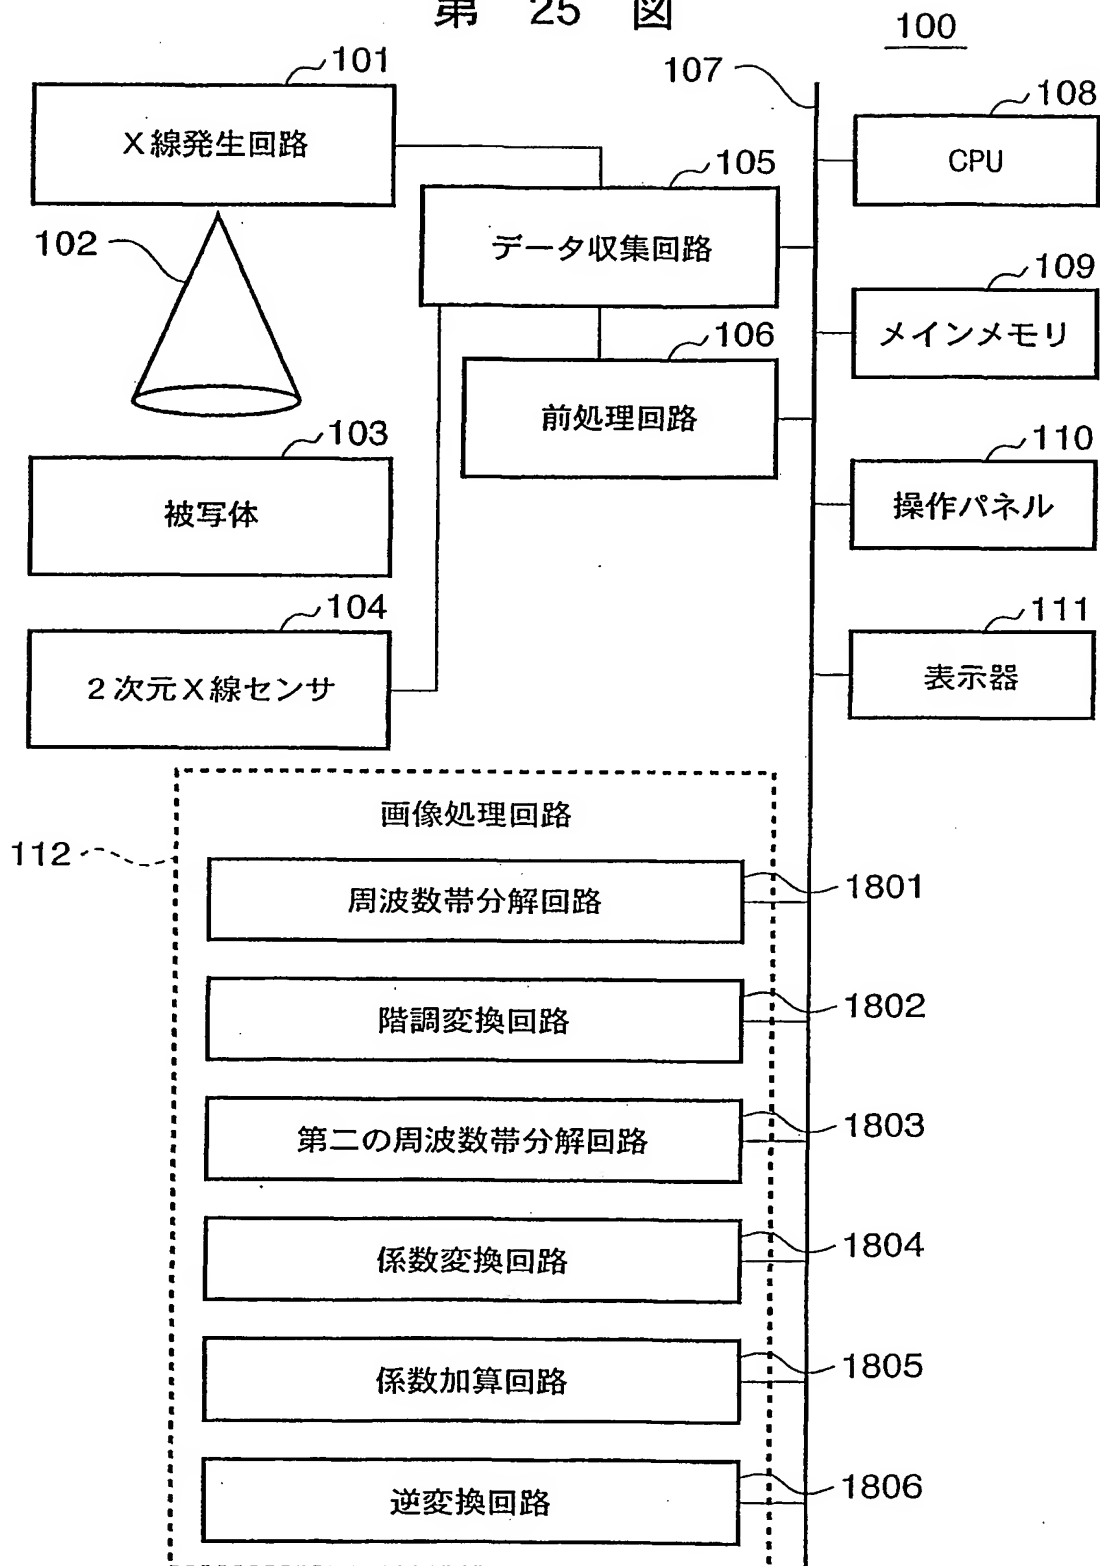 第 25 図
100
101
X線発生回路
102
103
被写体
104
2次元X線センサ
105
データ収集回路
106
前処理回路
107
108
CPU
109
メインメモリ
110
操作パネル
111
表示器
112
画像処理回路
周波数帯分解回路
1801
階調変換回路
1802
第二の周波数帯分解回路
1803
係数変換回路
1804
係数加算回路
1805
逆変換回路
1806